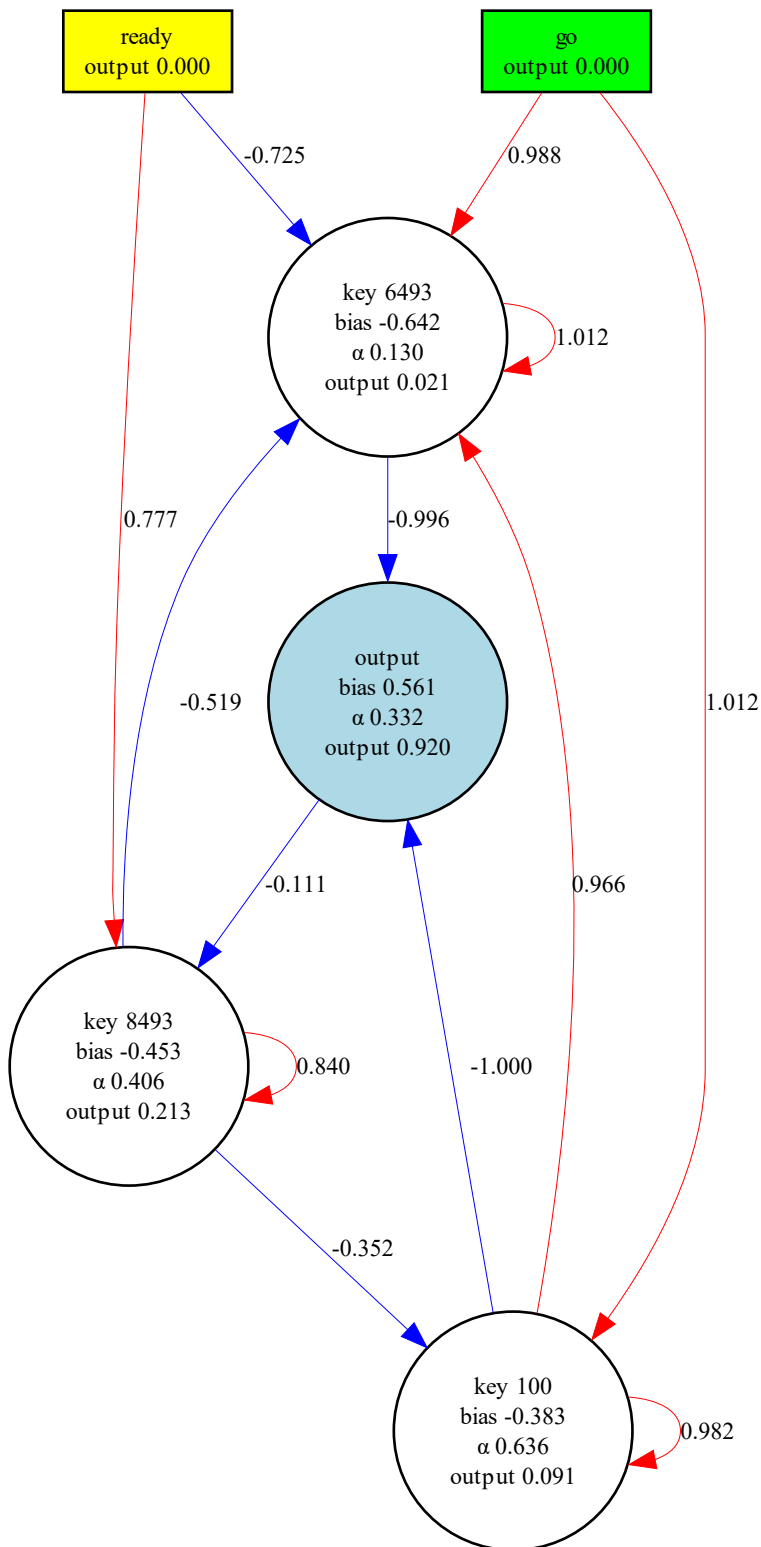 ready
output 0.000
go
output 0.000
-0.725
0.988
key 6493
bias -0.642
α 0.130
output 0.021
1.012
0.777
-0.996
output
bias 0.561
α 0.332
output 0.920
-0.519
1.012
-0.111
0.966
key 8493
bias -0.453
α 0.406
output 0.213
0.840
-1.000
-0.352
key 100
bias -0.383
α 0.636
output 0.091
0.982